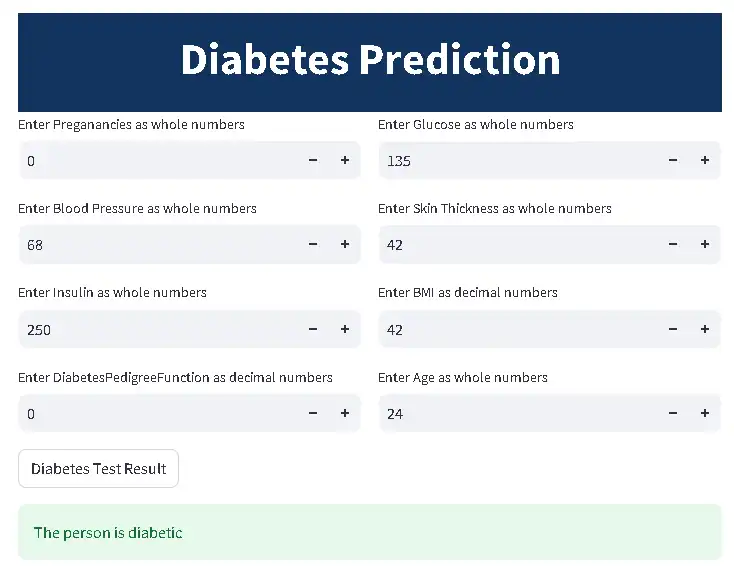 Diabetes Prediction
Enter Preganancies as whole numbers
Enter Glucose as whole numbers
0 − +
135 − +
Enter Blood Pressure as whole numbers
Enter Skin Thickness as whole numbers
68 − +
42 − +
Enter Insulin as whole numbers
Enter BMI as decimal numbers
250 − +
42 − +
Enter DiabetesPedigreeFunction as decimal numbers
Enter Age as whole numbers
0 − +
24 − +
Diabetes Test Result
The person is diabetic